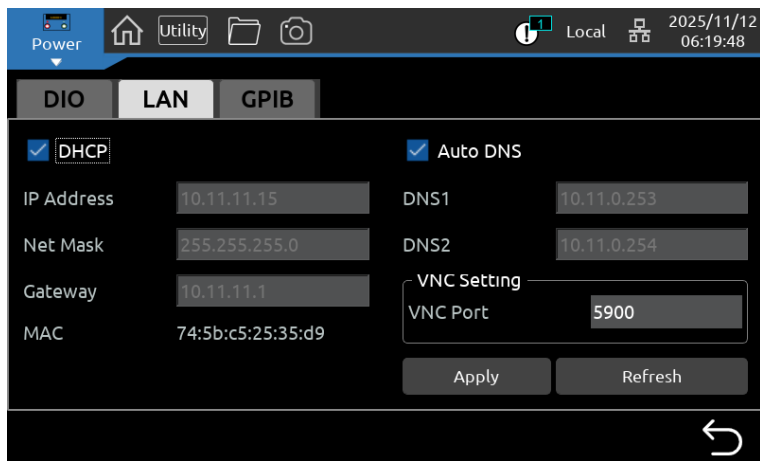 Power
Utility
1
Local
2025/11/12
06:19:48
DIO
LAN
GPIB
DHCP
IP Address
10.11.11.15
Net Mask
255.255.255.0
Gateway
10.11.11.1
MAC
74:5b:c5:25:35:d9
Auto DNS
DNS1
10.11.0.253
DNS2
10.11.0.254
VNC Setting
VNC Port
5900
Apply
Refresh